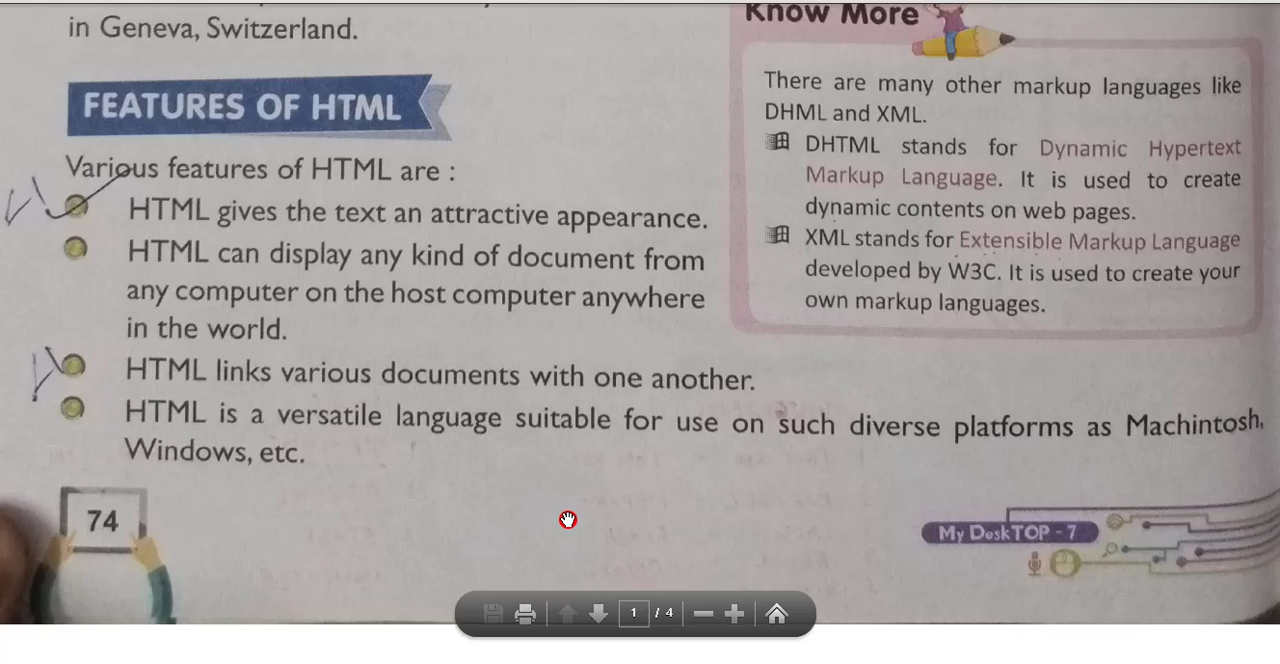 in Geneva, Switzerland.
FEATURES OF HTML
Various features of HTML are :
HTML gives the text an attractive appearance.
HTML can display any kind of document from
any computer on the host computer anywhere
in the world.
HTML links various documents with one another.
HTML is a versatile language suitable for use on such diverse platforms as Machintosh,
Windows, etc.
Know More
There are many other markup languages like
DHML and XML.
DHTML stands for Dynamic Hypertext
Markup Language. It is used to create
dynamic contents on web pages.
XML stands for Extensible Markup Language
developed by W3C. It is used to create your
own markup languages.
74
My DeskTOP - 7
1 / 4